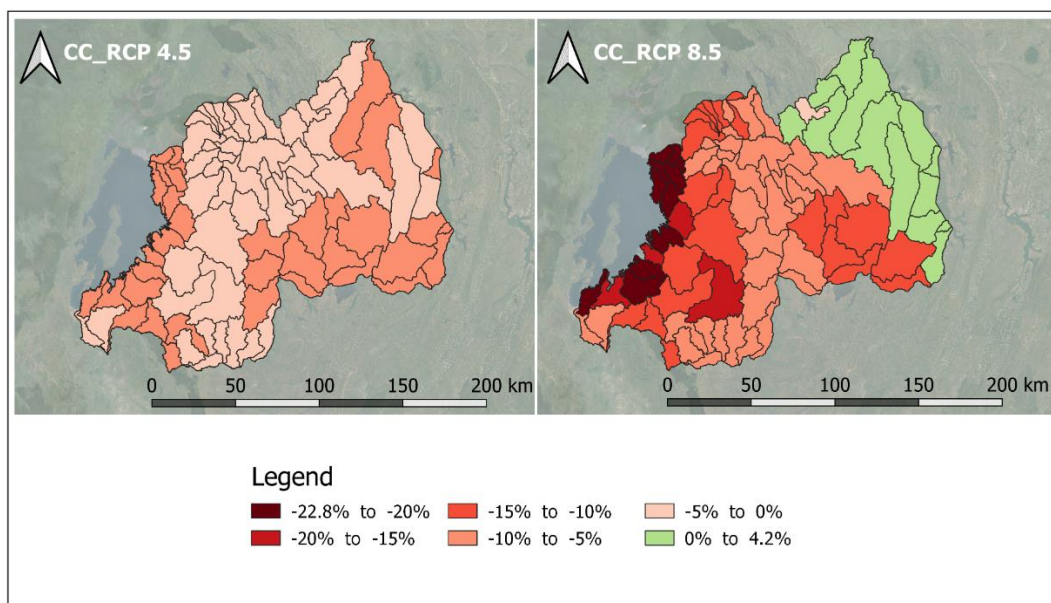 CC_RCP 4.5
CC_RCP 8.5
0 50 100 150 200 km
0 50 100 150 200 km
Legend
-22.8% to -20% -15% to -10% -5% to 0%
-20% to -15% -10% to -5% 0% to 4.2%